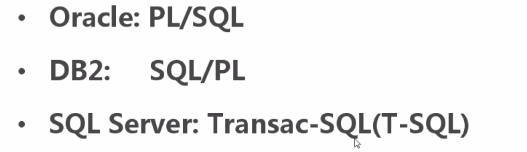 • Oracle: PL/SQL
• DB2: SQL/PL
• SQL Server: Transac-SQL(T-SQL)